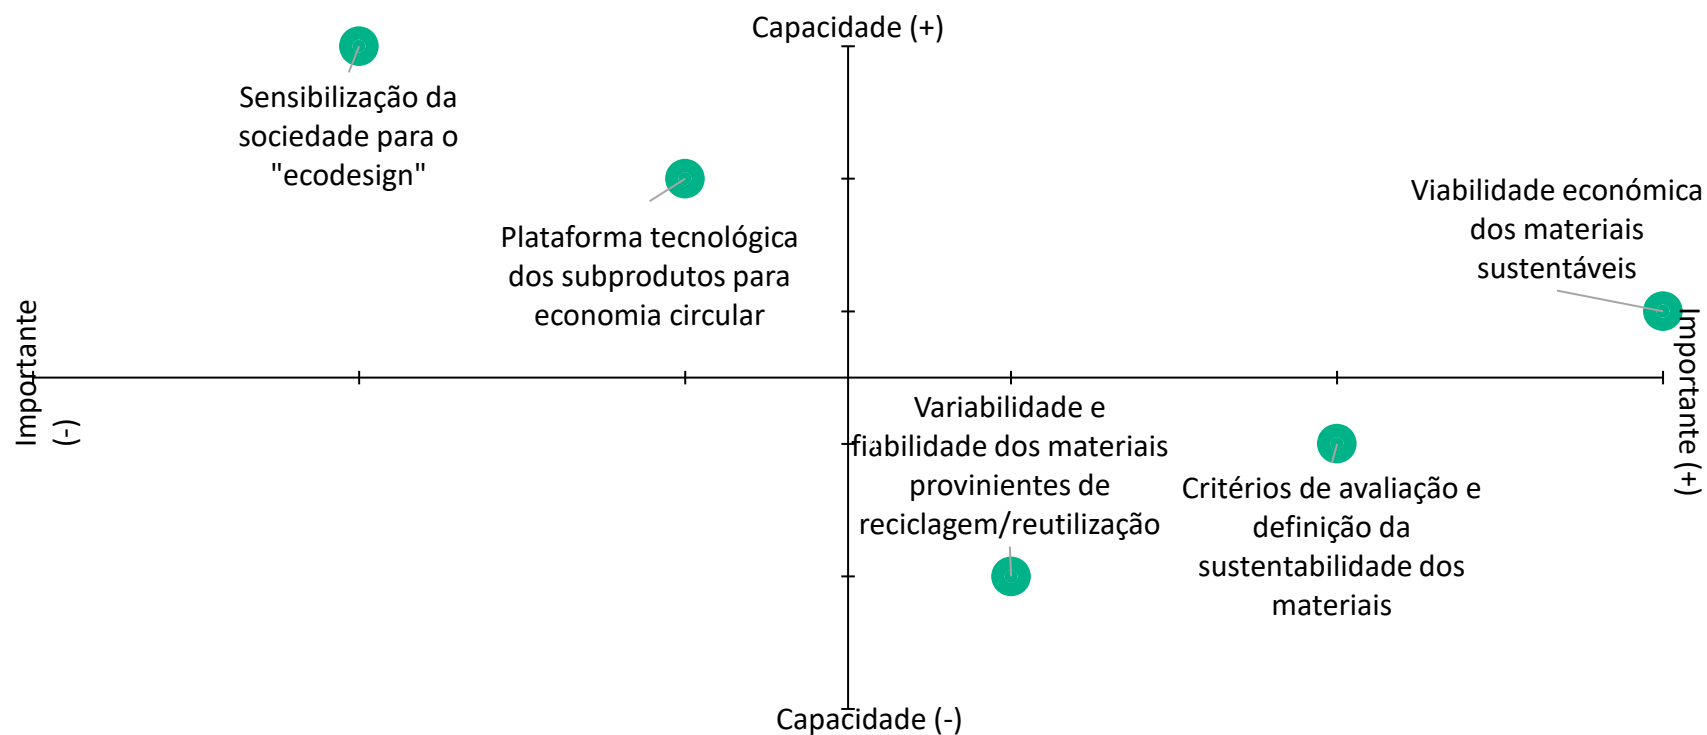 Capacidade (+)
Sensibilização da
sociedade para o
"ecodesign"
Plataforma tecnológica
dos subprodutos para
economia circular
Viabilidade económica
dos materiais
sustentáveis
Importante
(-)
Importante (+)
Variabilidade e
fiabilidade dos materiais
provinientes de
reciclagem/reutilização
Critérios de avaliação e
definição da
sustentabilidade dos
materiais
Capacidade (-)